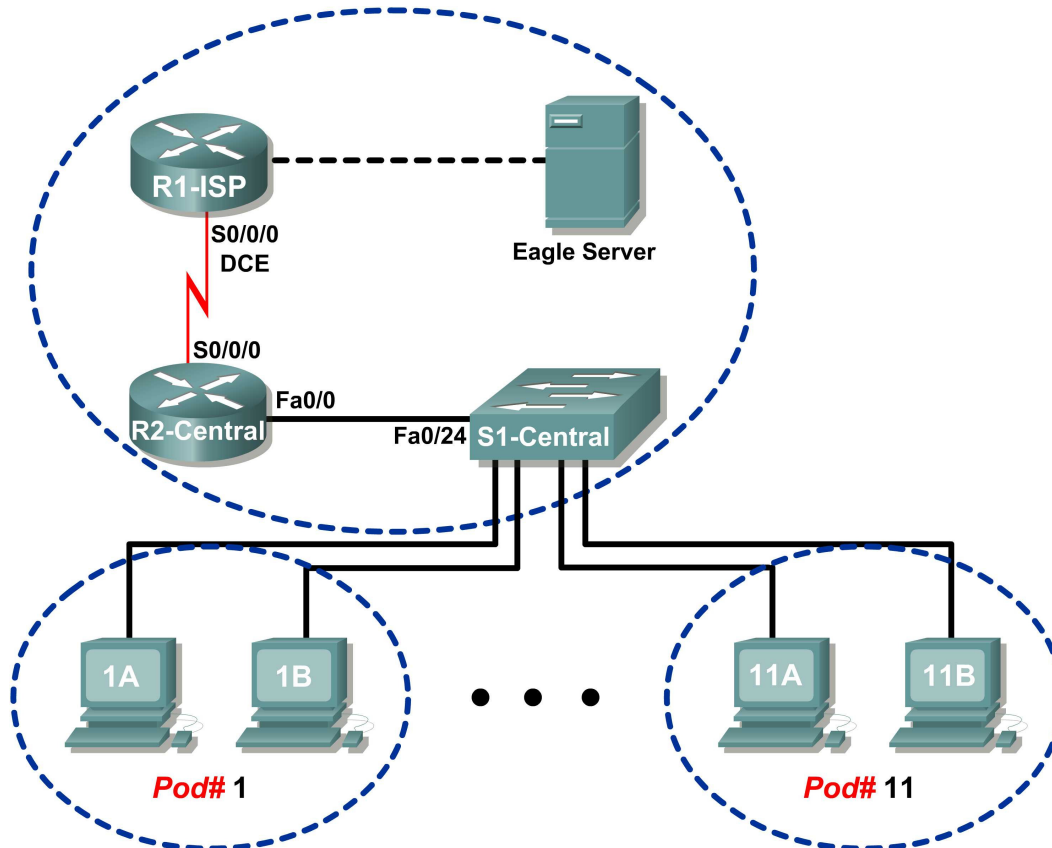 R1-ISP
S0/0/0
DCE
Eagle Server
S0/0/0
R2-Central
Fa0/0
Fa0/24
S1-Central
1A
1B
11A
11B
Pod# 1
Pod# 11